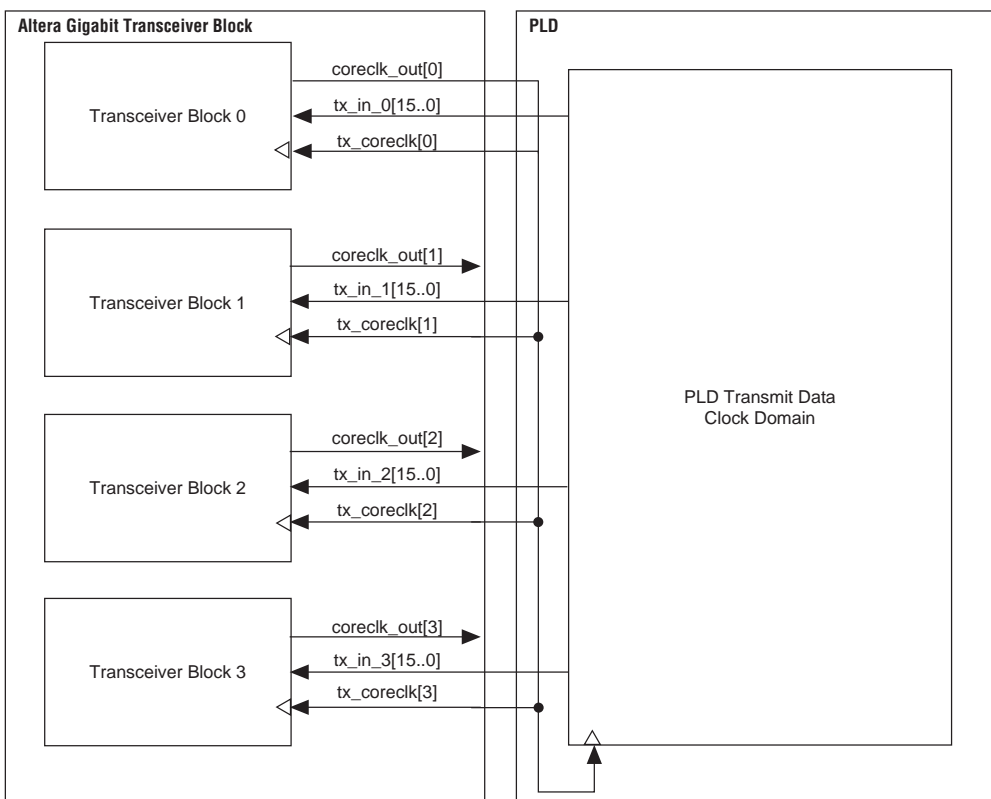 Altera Gigabit Transceiver Block
PLD
Transceiver Block 0
coreclk_out[0]
tx_in_0[15..0]
tx_coreclk[0]
Transceiver Block 1
coreclk_out[1]
tx_in_1[15..0]
tx_coreclk[1]
Transceiver Block 2
coreclk_out[2]
tx_in_2[15..0]
tx_coreclk[2]
Transceiver Block 3
coreclk_out[3]
tx_in_3[15..0]
tx_coreclk[3]
PLD Transmit Data
Clock Domain